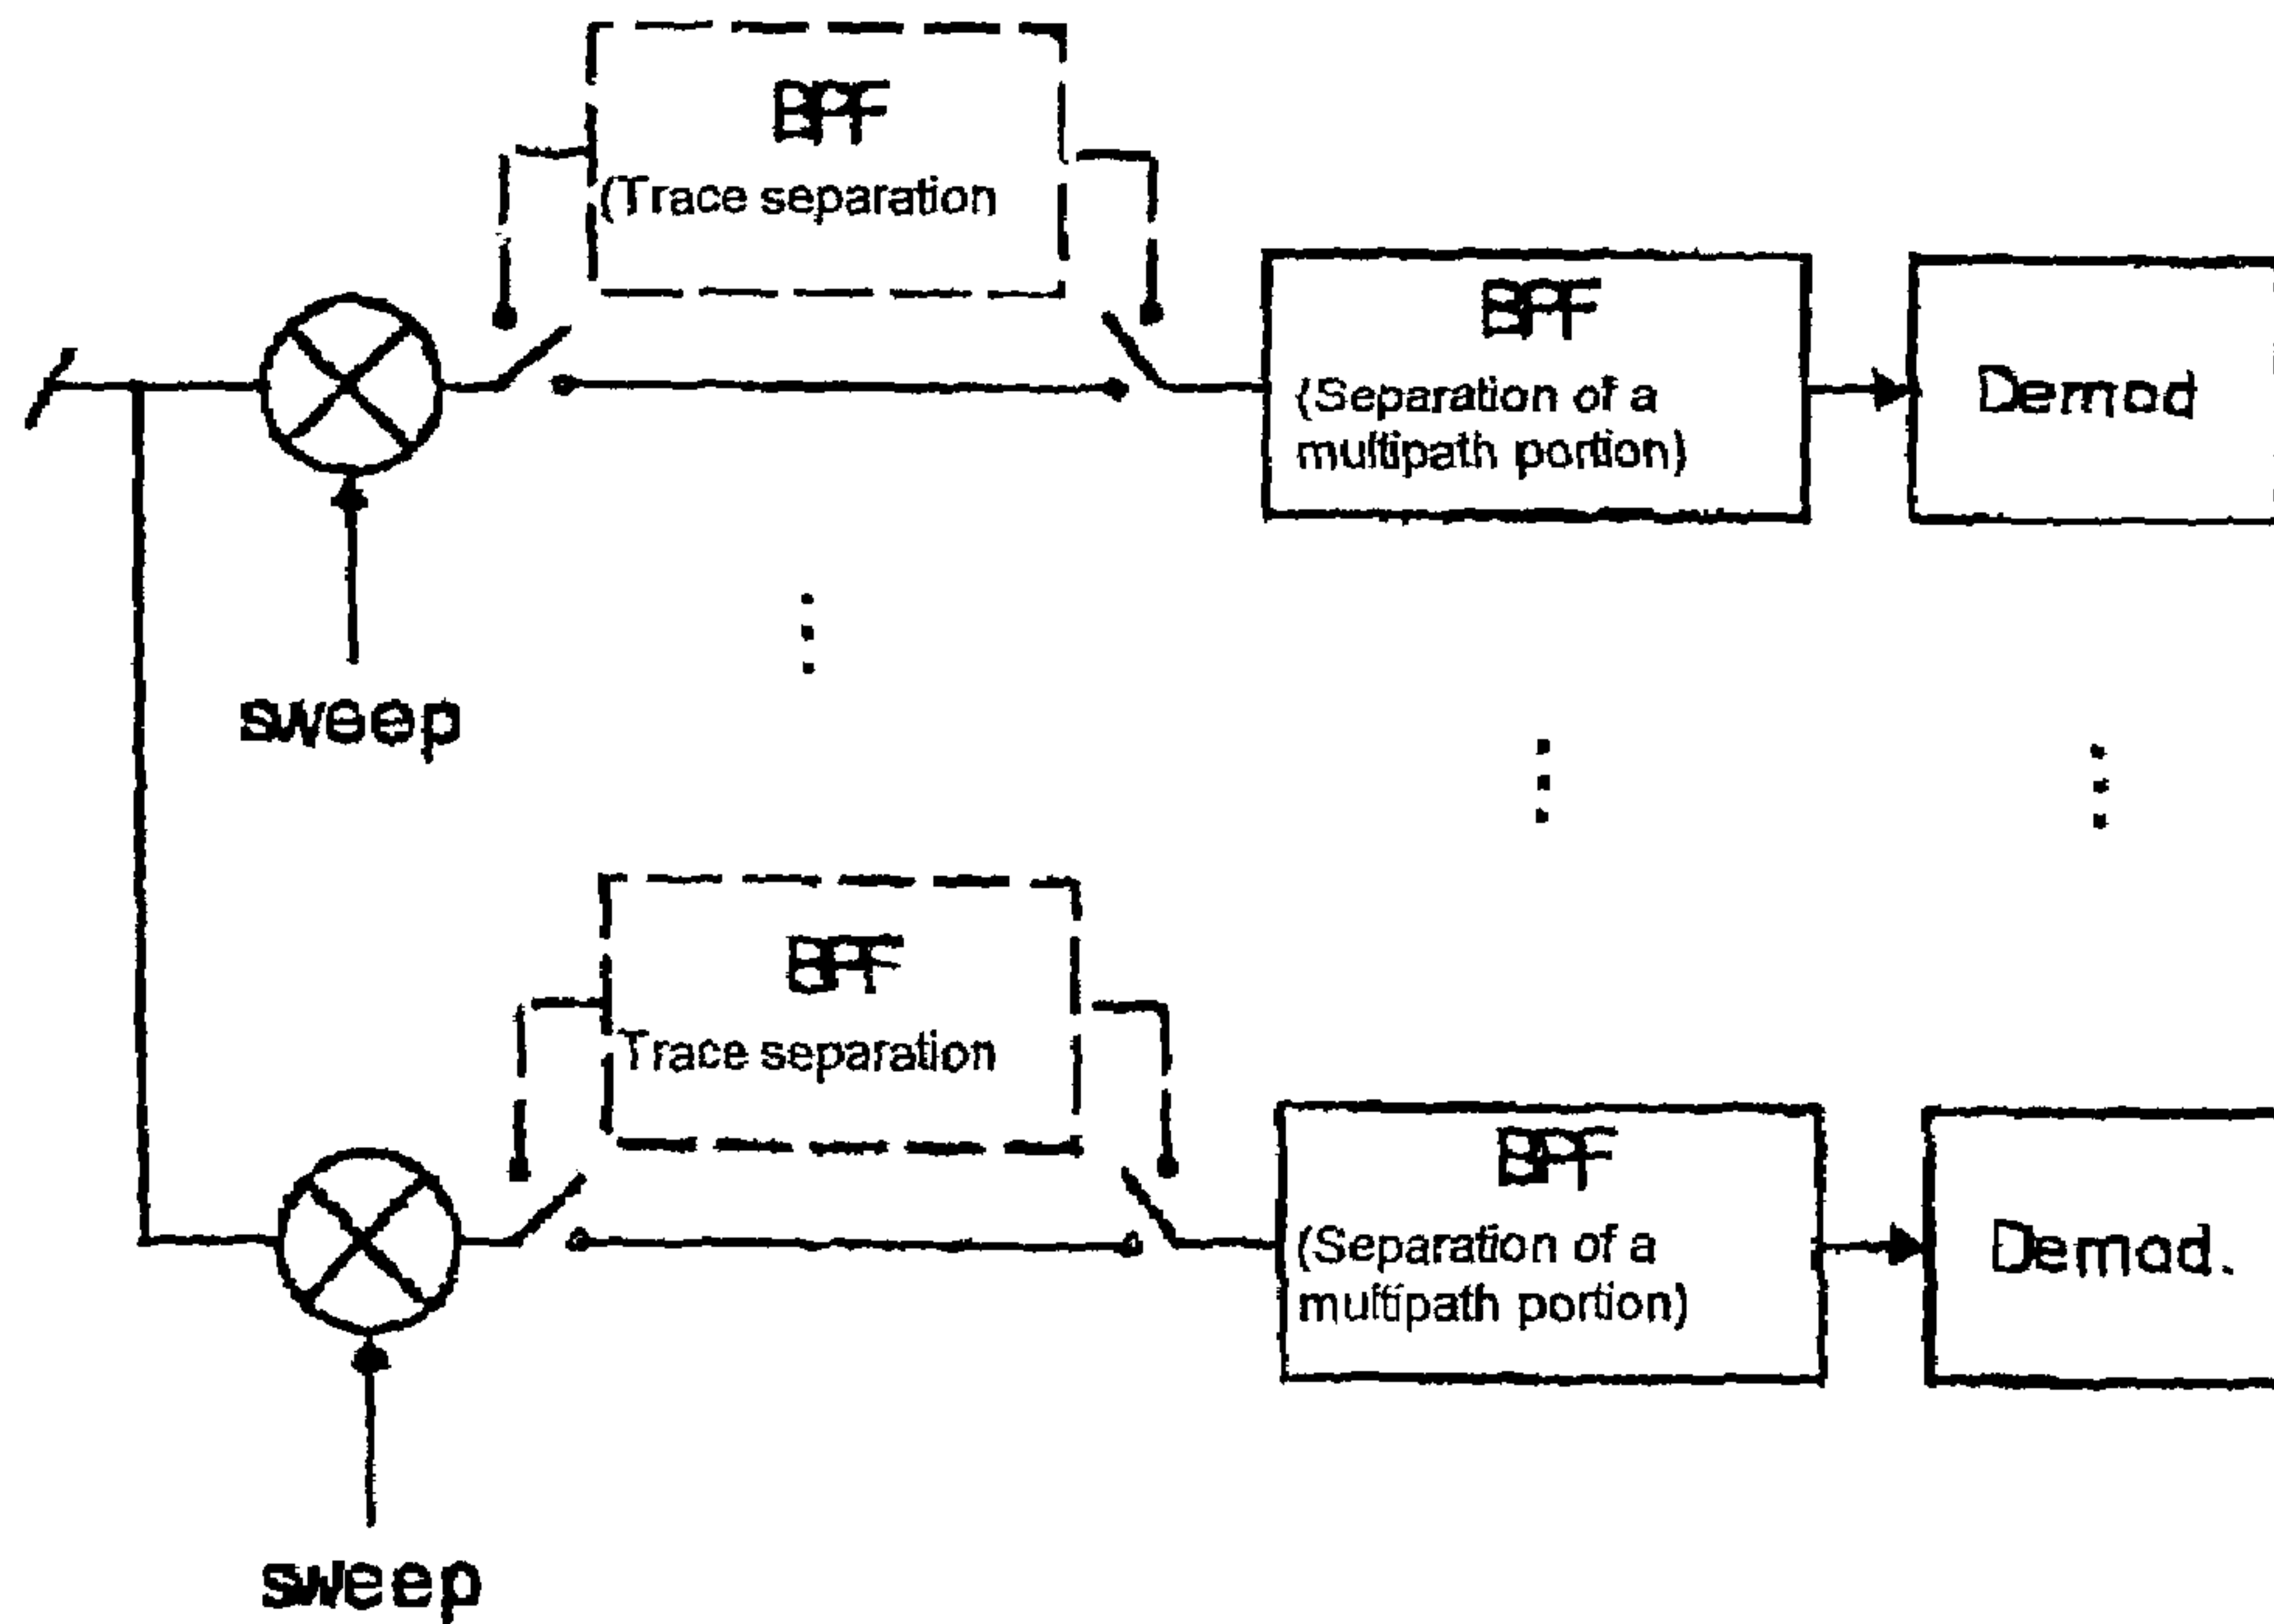 BPF
(Trace separation
BPF
(Separation of a
multipath portion)
Demod
sweep
BPF
Trace separation
BPF
(Separation of a
multipath portion)
Demod.
sweep